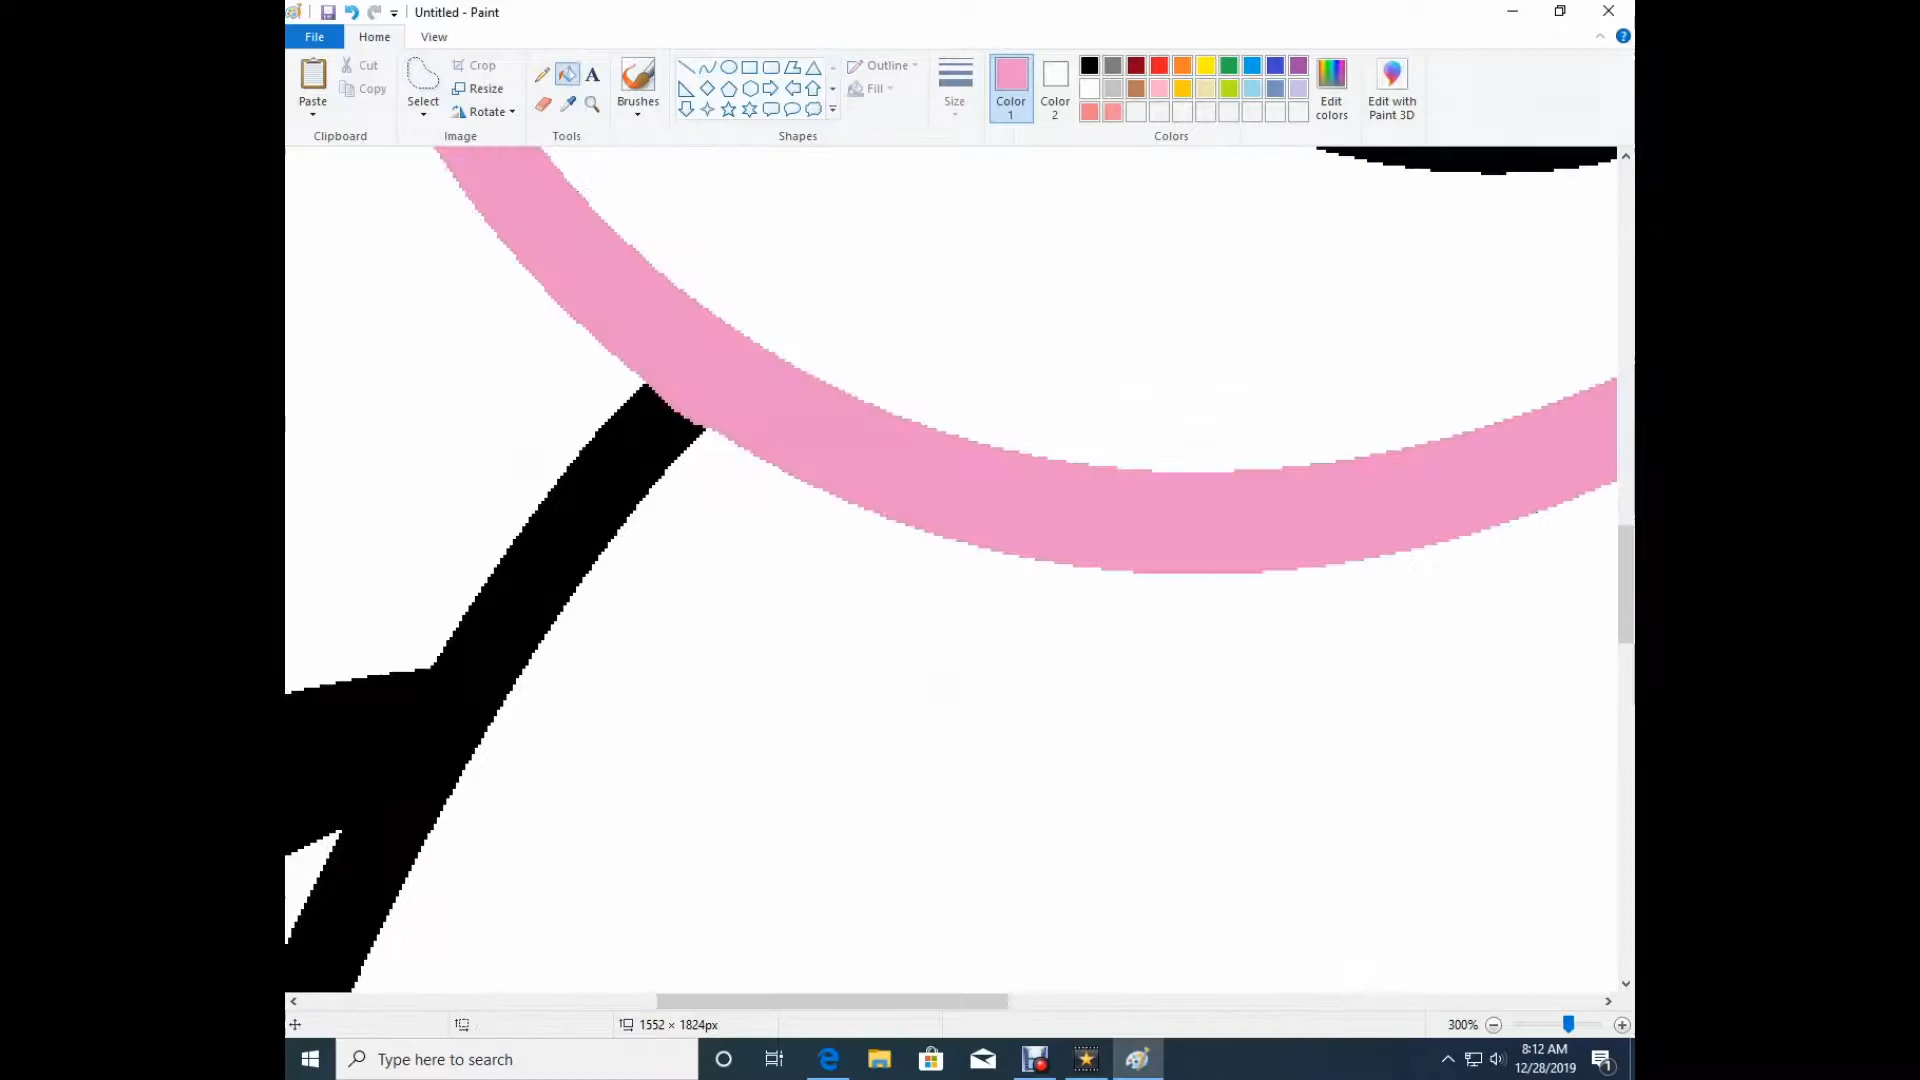 Untitled - Paint
File Home View
Paste
Cut
Copy
Clipboard
Select
Crop
Resize
Rotate
Image
A
Tools
Brushes
Shapes
Outline
Fill
Size
Color 1
Color 2
Colors
Edit colors
Edit with Paint 3D
1552 × 1824px
300%
Type here to search
8:12 AM
12/28/2019
1